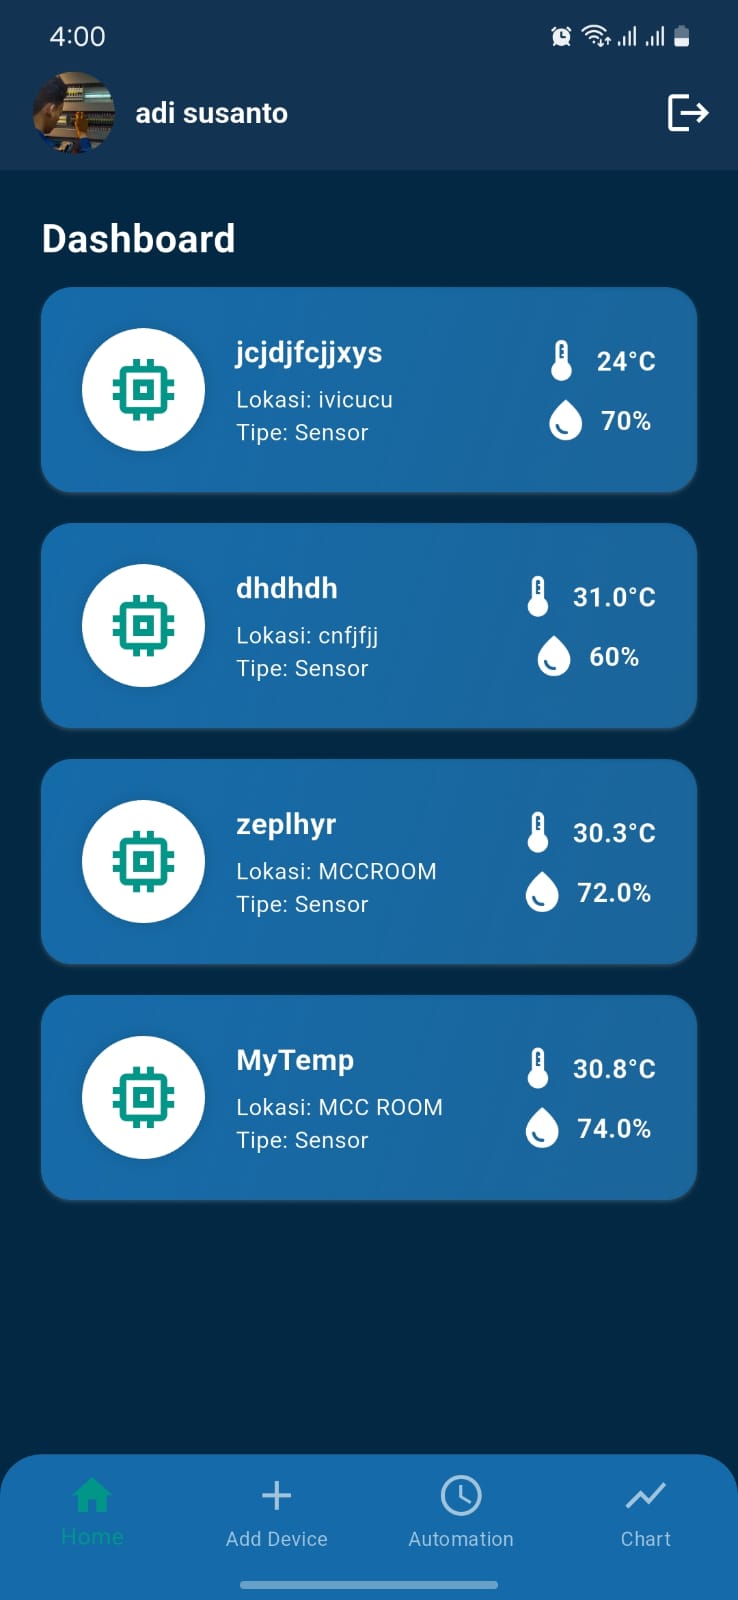 4:00
adi susanto
Dashboard
jcjdjfcjjxys
Lokasi: ivicucu
Tipe: Sensor
24°C
70%
dhdhdh
Lokasi: cnfjfjj
Tipe: Sensor
31.0°C
60%
zeplhyr
Lokasi: MCCROOM
Tipe: Sensor
30.3°C
72.0%
MyTemp
Lokasi: MCC ROOM
Tipe: Sensor
30.8°C
74.0%
Home
Add Device
Automation
Chart